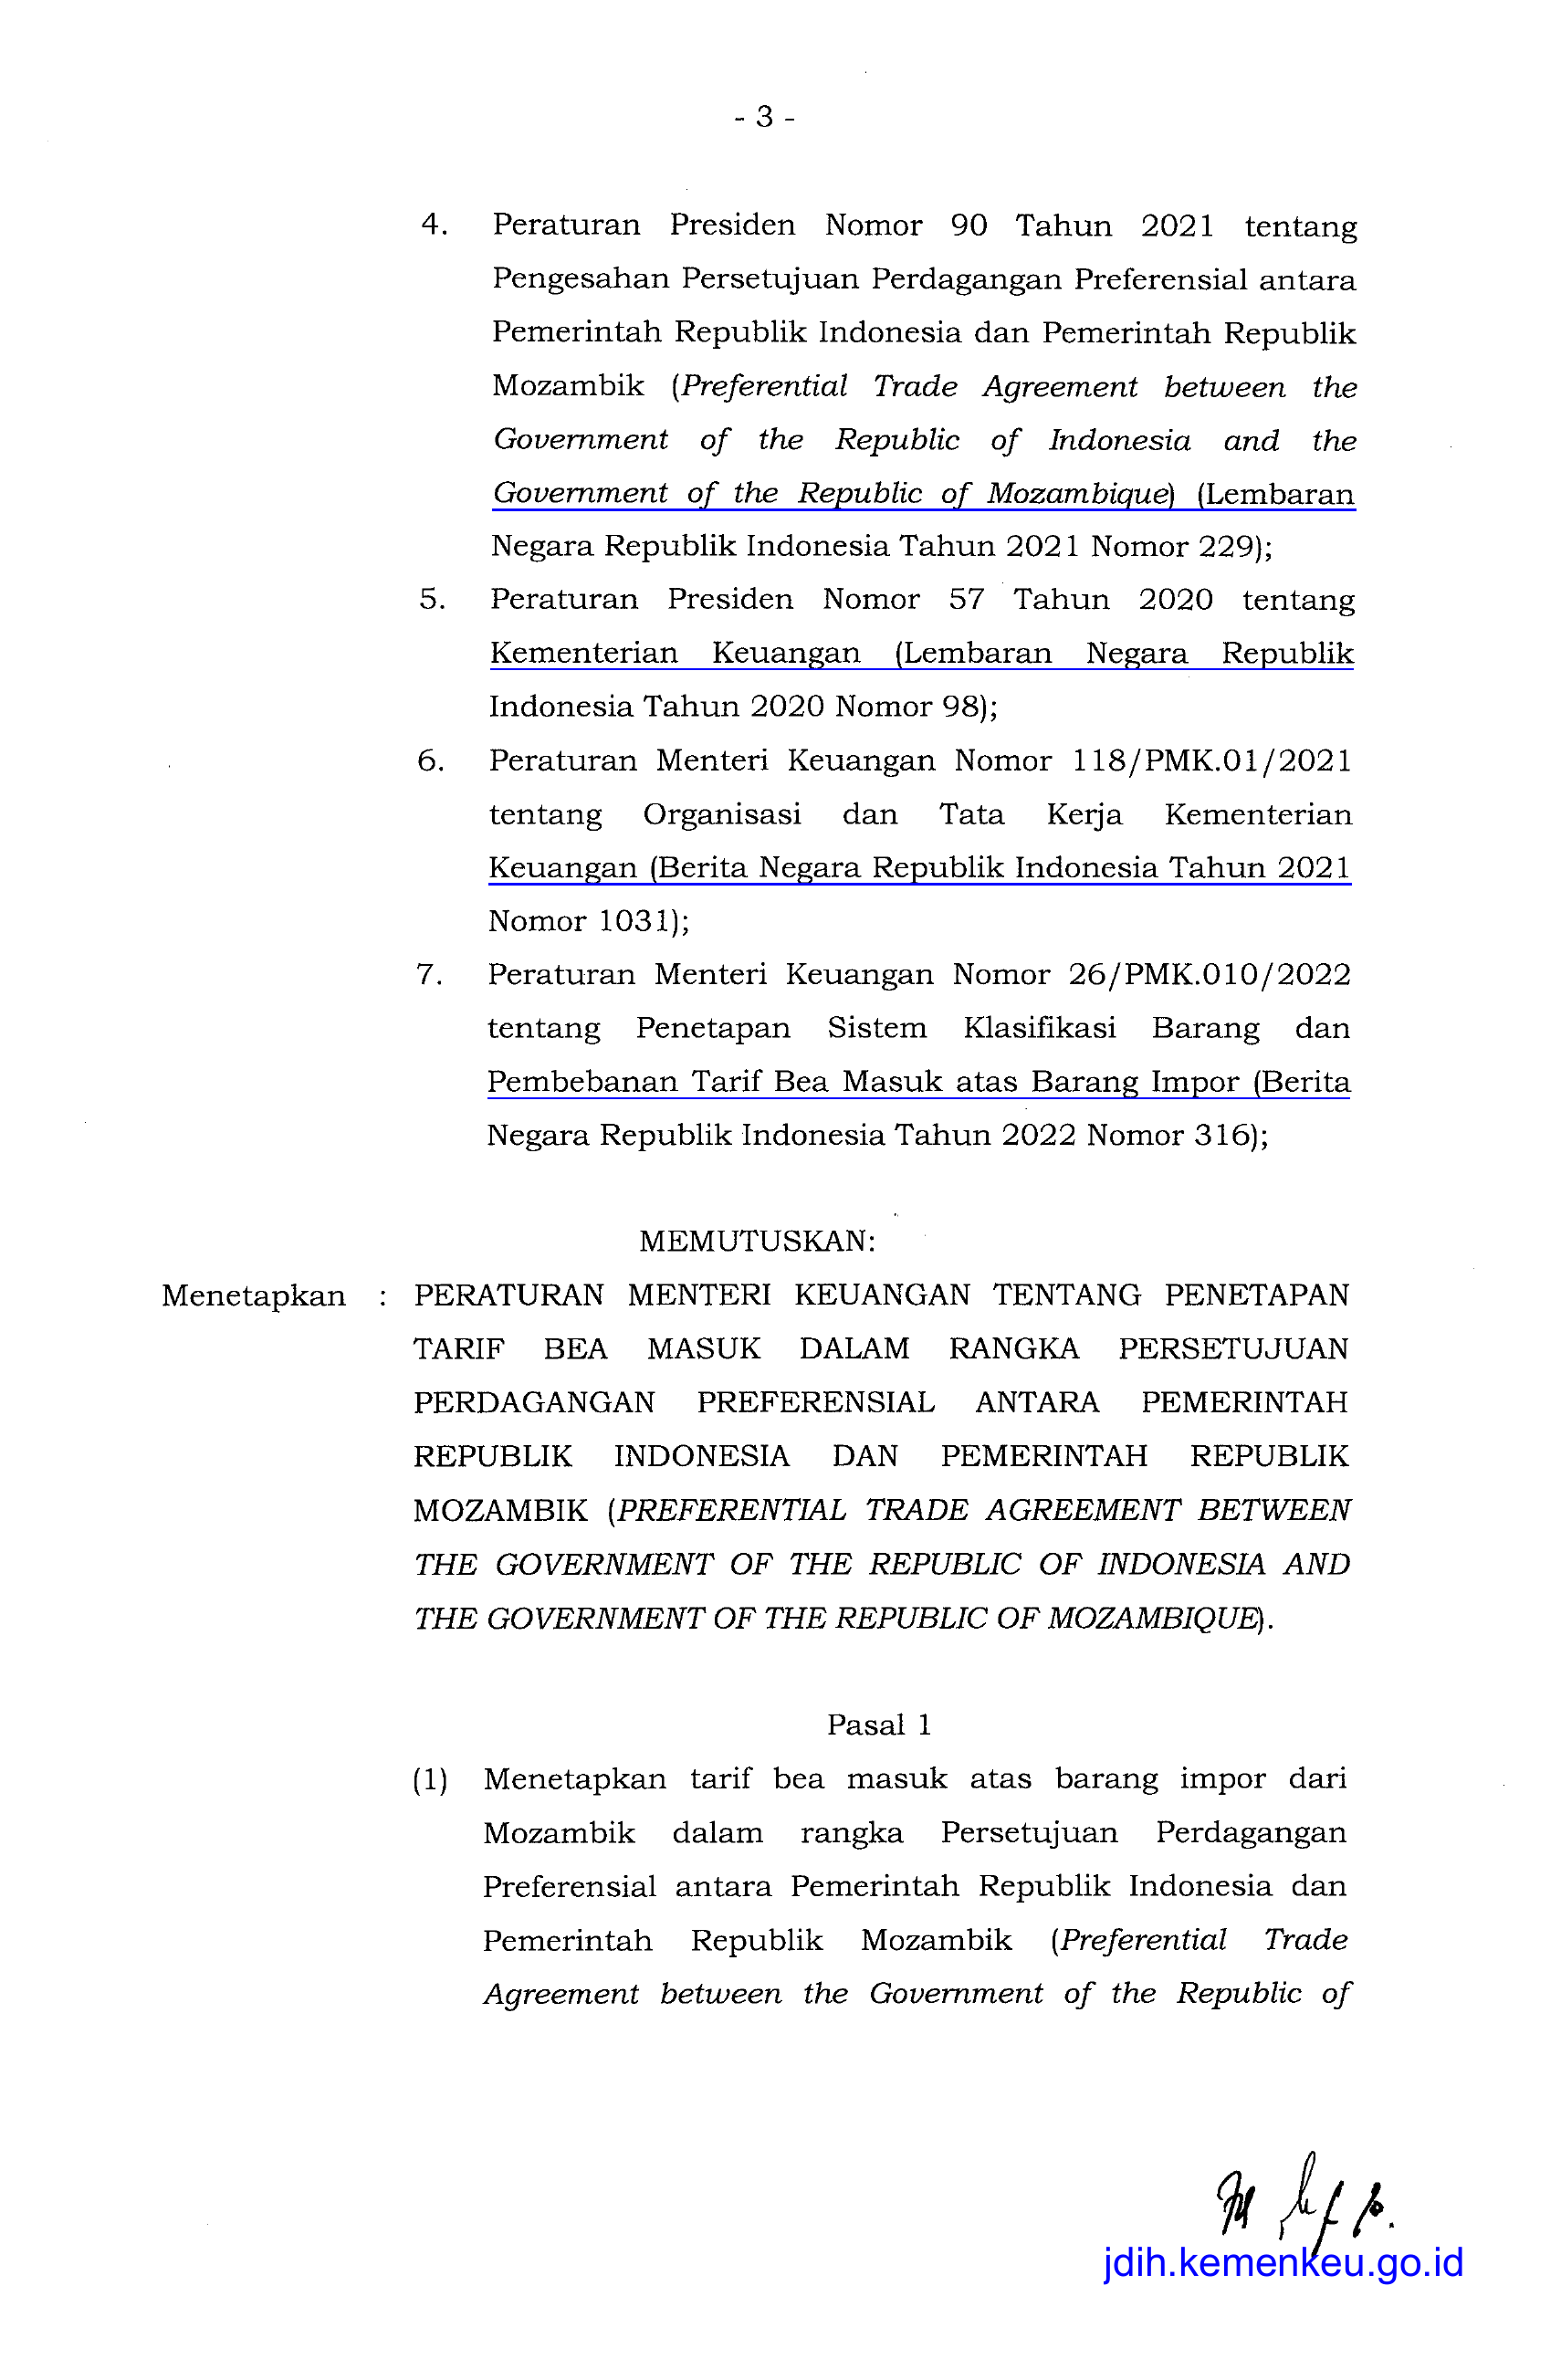 - 3 -
4. Peraturan Presiden Nomor 90 Tahun 2021 tentang
Pengesahan Persetujuan Perdagangan Preferensial antara
Pemerintah Republik Indonesia dan Pemerintah Republik
Mozambik (Preferential Trade Agreement between the
Government of the Republic of Indonesia and the
Government of the Republic of Mozambique) (Lembaran
Negara Republik Indonesia Tahun 2021 Nomor 229);
5. Peraturan Presiden Nomor 57 Tahun 2020 tentang
Kementerian Keuangan (Lembaran Negara Republik
Indonesia Tahun 2020 Nomor 98);
6. Peraturan Menteri Keuangan Nomor 118/PMK.01/2021
tentang Organisasi dan Tata Kerja Kementerian
Keuangan (Berita Negara Republik Indonesia Tahun 2021
Nomor 1031);
7. Peraturan Menteri Keuangan Nomor 26/PMK.010/2022
tentang Penetapan Sistem Klasifikasi Barang dan
Pembebanan Tarif Bea Masuk atas Barang Impor (Berita
Negara Republik Indonesia Tahun 2022 Nomor 316);
MEMUTUSKAN:
Menetapkan : PERATURAN MENTERI KEUANGAN TENTANG PENETAPAN
TARIF BEA MASUK DALAM RANGKA PERSETUJUAN
PERDAGANGAN PREFERENSIAL ANTARA PEMERINTAH
REPUBLIK INDONESIA DAN PEMERINTAH REPUBLIK
MOZAMBIK (PREFERENTIAL TRADE AGREEMENT BETWEEN
THE GOVERNMENT OF THE REPUBLIC OF INDONESIA AND
THE GOVERNMENT OF THE REPUBLIC OF MOZAMBIQUE).
Pasal 1
(1) Menetapkan tarif bea masuk atas barang impor dari
Mozambik dalam rangka Persetujuan Perdagangan
Preferensial antara Pemerintah Republik Indonesia dan
Pemerintah Republik Mozambik (Preferential Trade
Agreement between the Government of the Republic of
jdih.kemenkeu.go.id